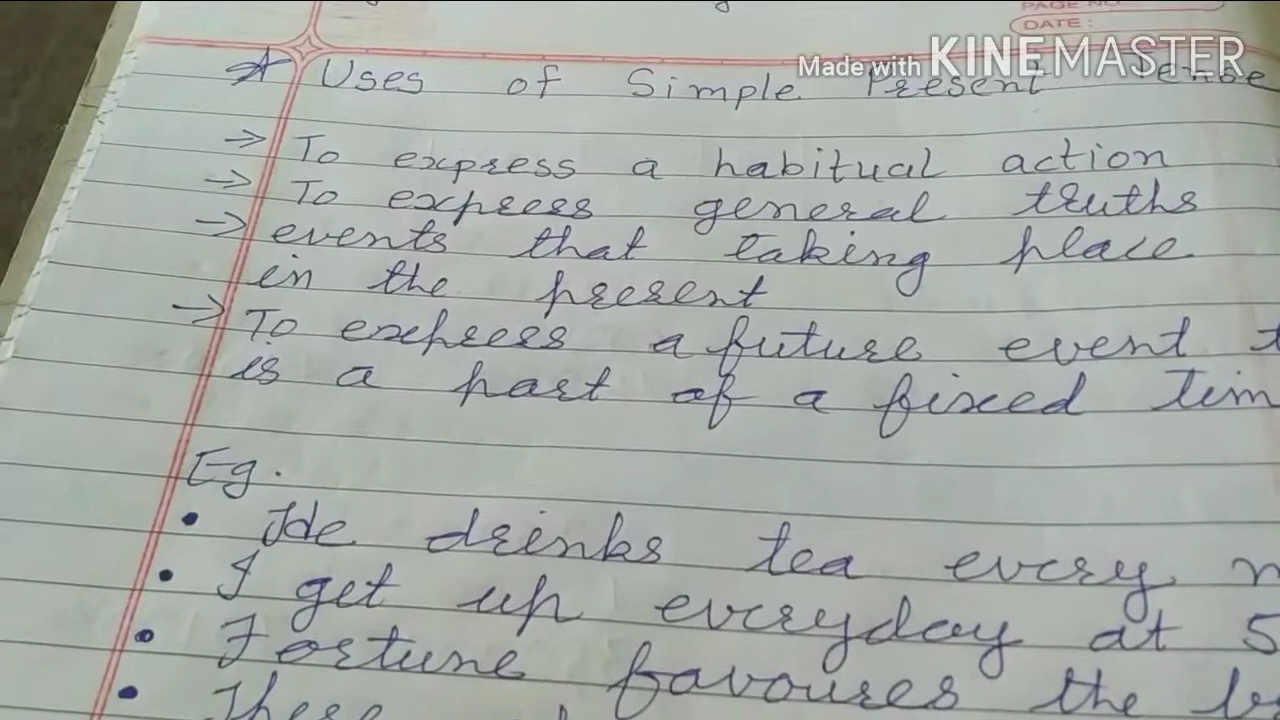 PAGE NO
DATE :
Made with KINEMASTER
Uses of Simple Present Tense
→ To express a habitual action
→ To express general truths
→ events that taking place
in the present
→ To express a future event t
is a part of a fixed Tim
Eg.
• He drinks tea every
• I get up everyday at 5
• Fortune favoures the